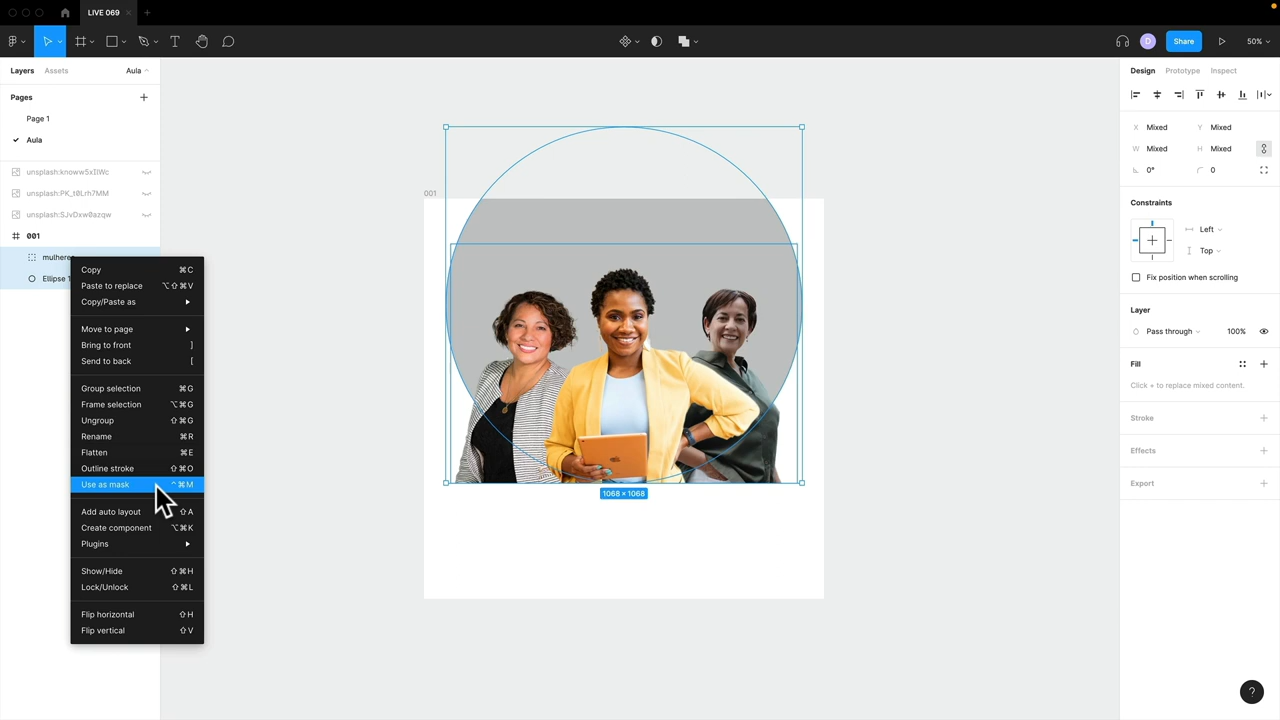 LIVE 069
Share
50%
D
Layers
Assets
Aula
Pages
Page 1
Aula
unsplash:knoww5xIIWc
unsplash:PK_t0Lrh7MM
unsplash:SJvDxw0azqw
001
mulheres
Ellipse 1
Copy ⌘C
Paste to replace ⌥⇧⌘V
Copy/Paste as
Move to page
Bring to front ]
Send to back [
Group selection ⌘G
Frame selection ⌥⌘G
Ungroup ⇧⌘G
Rename ⌘R
Flatten ⌘E
Outline stroke ⇧⌘O
Use as mask ^⌘M
Add auto layout ⇧A
Create component ⌥⌘K
Plugins
Show/Hide ⇧⌘H
Lock/Unlock ⇧⌘L
Flip horizontal ⇧H
Flip vertical ⇧V
001
1068 × 1068
Design
Prototype
Inspect
X Mixed Y Mixed
W Mixed H Mixed
0° 0
Constraints
Left
Top
Fix position when scrolling
Layer
Pass through 100%
Fill
Click + to replace mixed content.
Stroke
Effects
Export
?